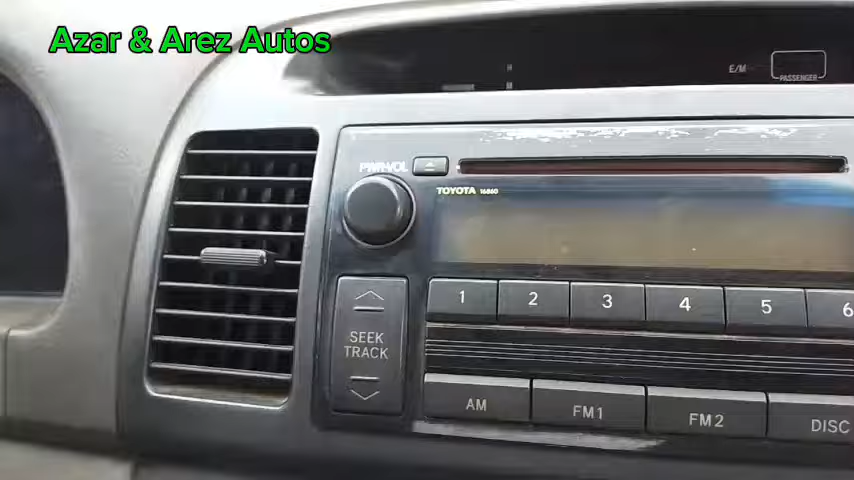 Azar & Arez Autos
H
M
E/M
PASSENGER
PWR•VOL
TOYOTA 16860
1 2 3 4 5 6
SEEK
TRACK
AM FM1 FM2 DISC